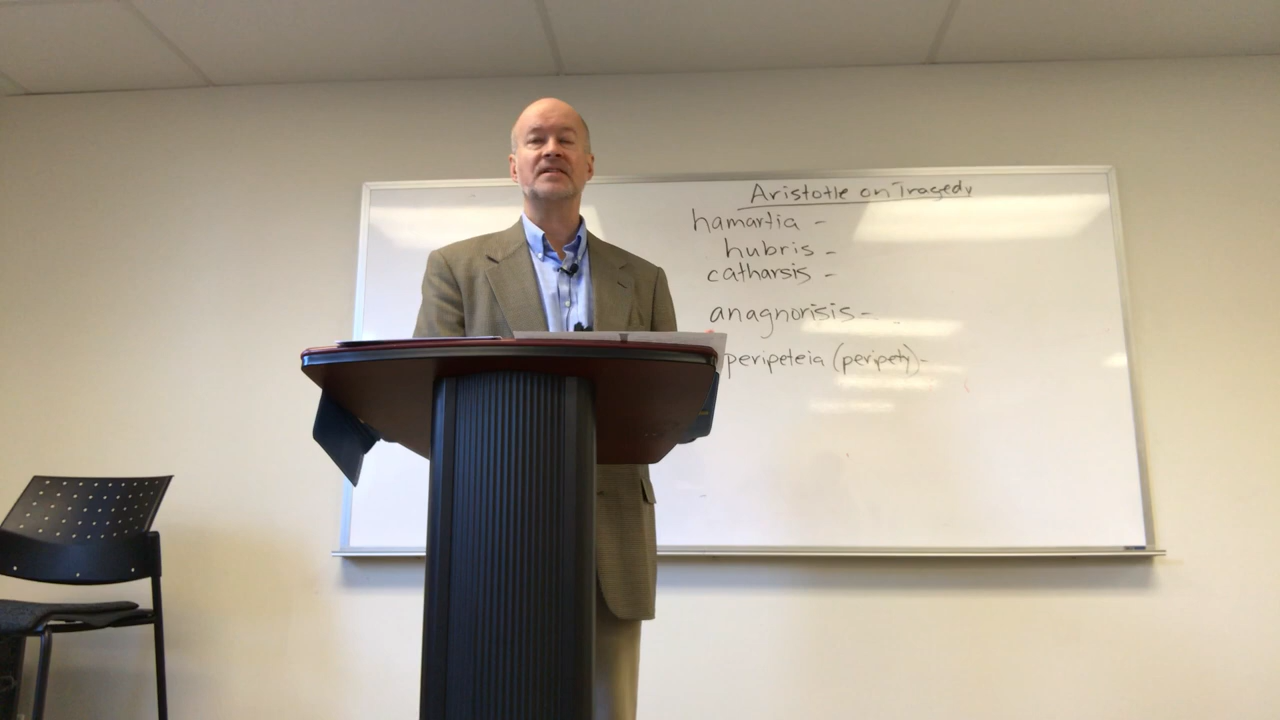 Aristotle on Tragedy
hamartia -
hubris -
catharsis -
anagnorisis -
peripeteia (peripety) -